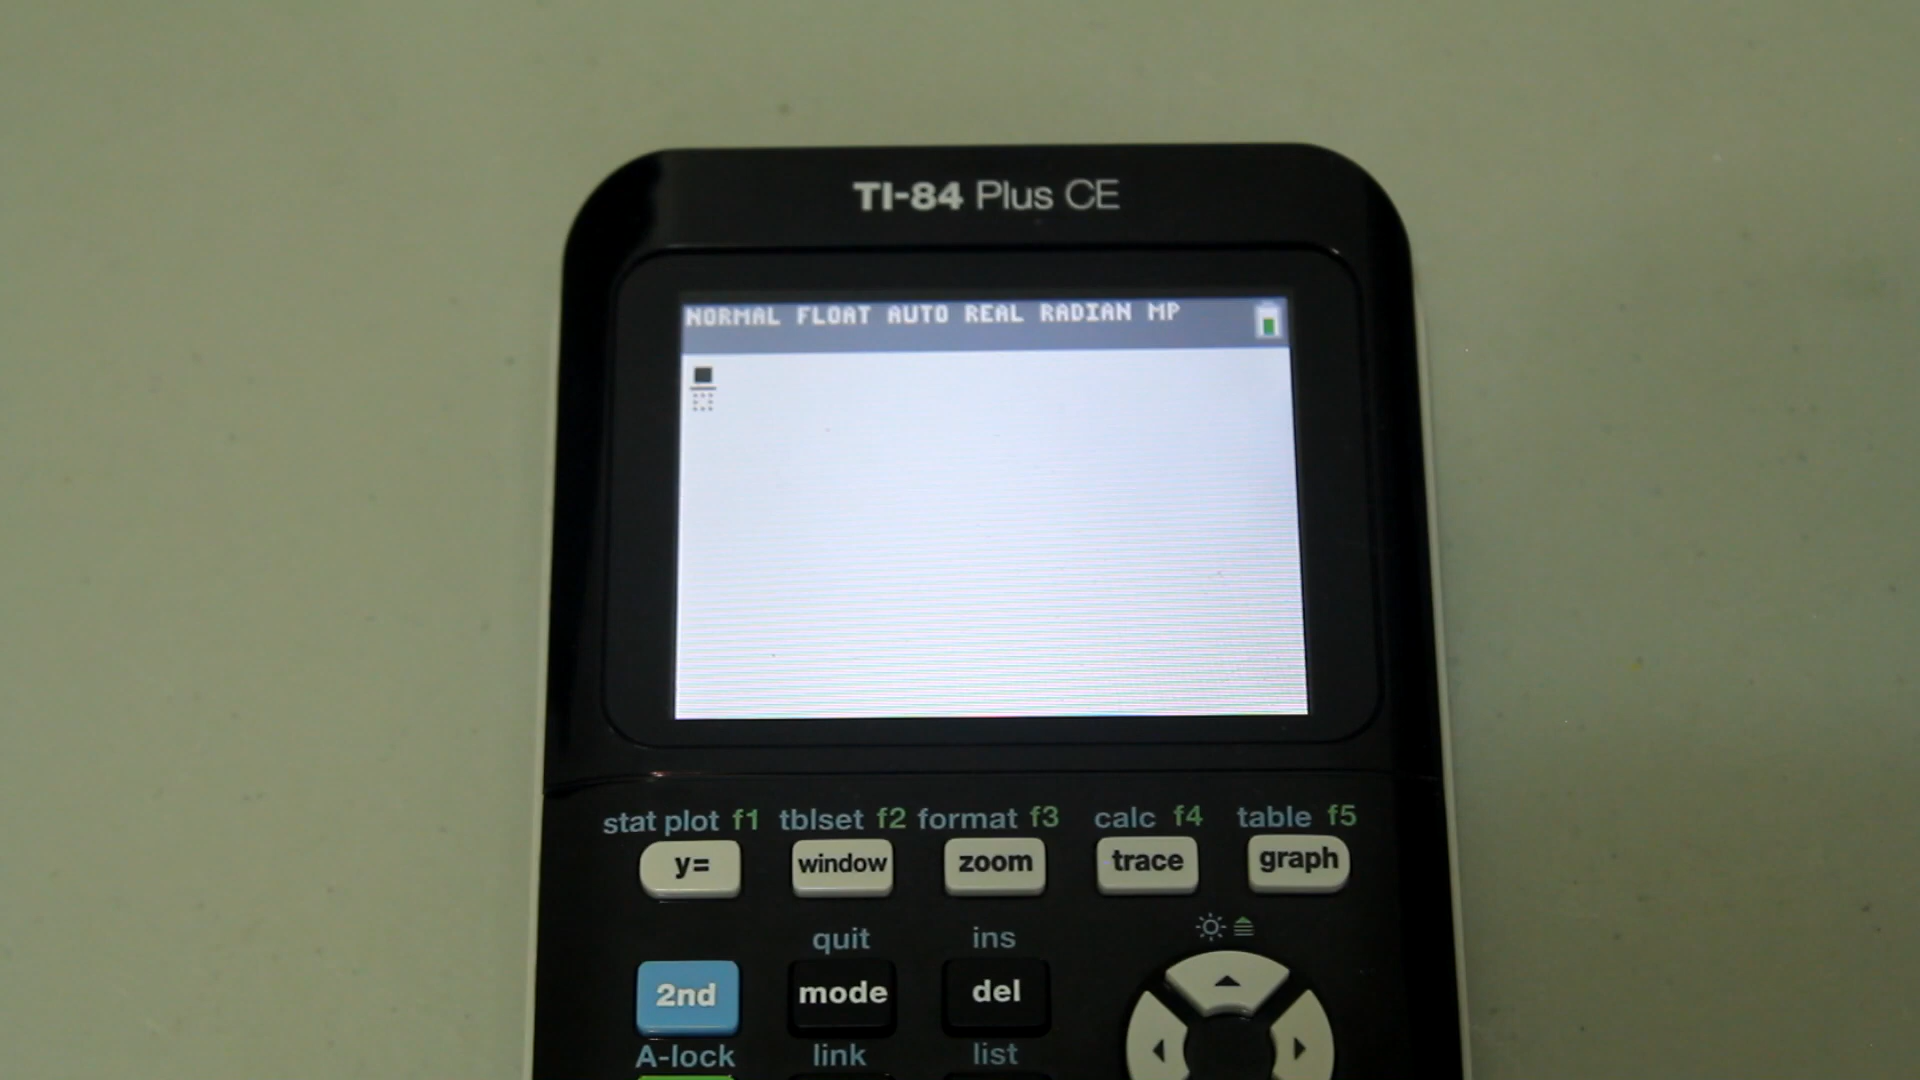 TI-84 Plus CE
NORMAL FLOAT AUTO REAL RADIAN MP
stat plot f1 tblset f2 format f3 calc f4 table f5
y= window zoom trace graph
quit ins
2nd mode del
A-lock link list